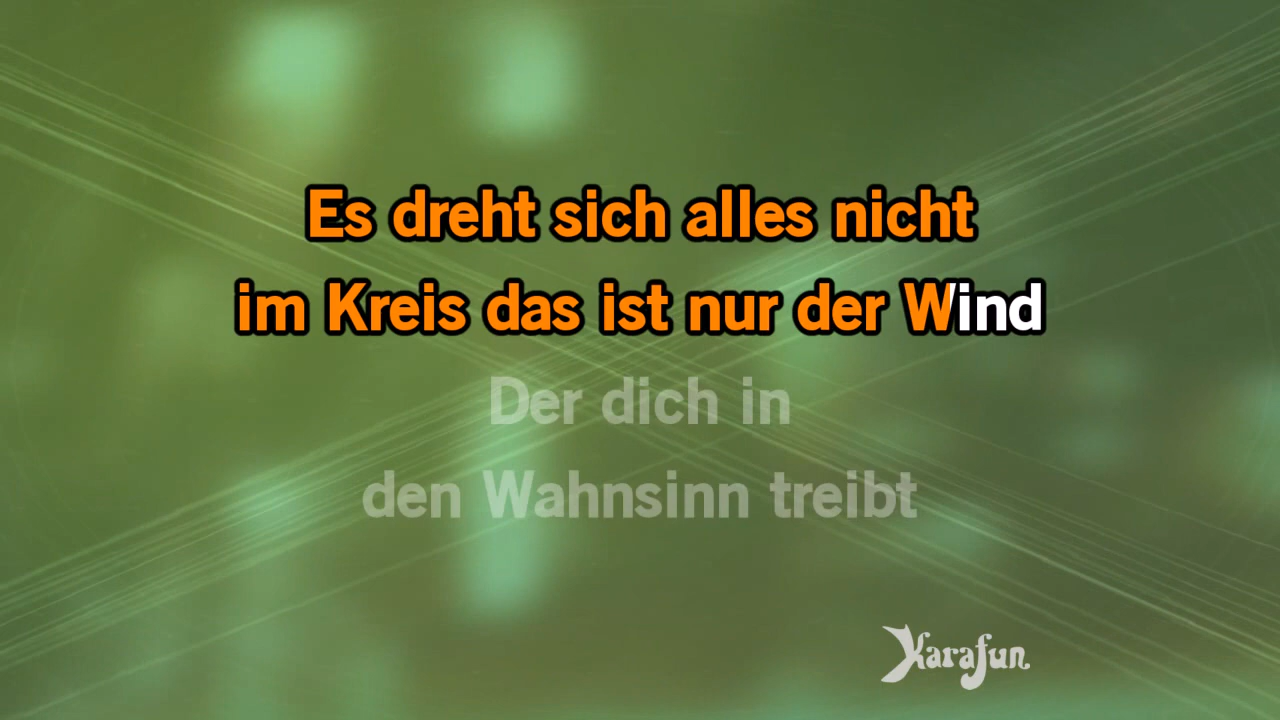 Es dreht sich alles nicht
im Kreis das ist nur der Wind
Der dich in
den Wahnsinn treibt
Karafun